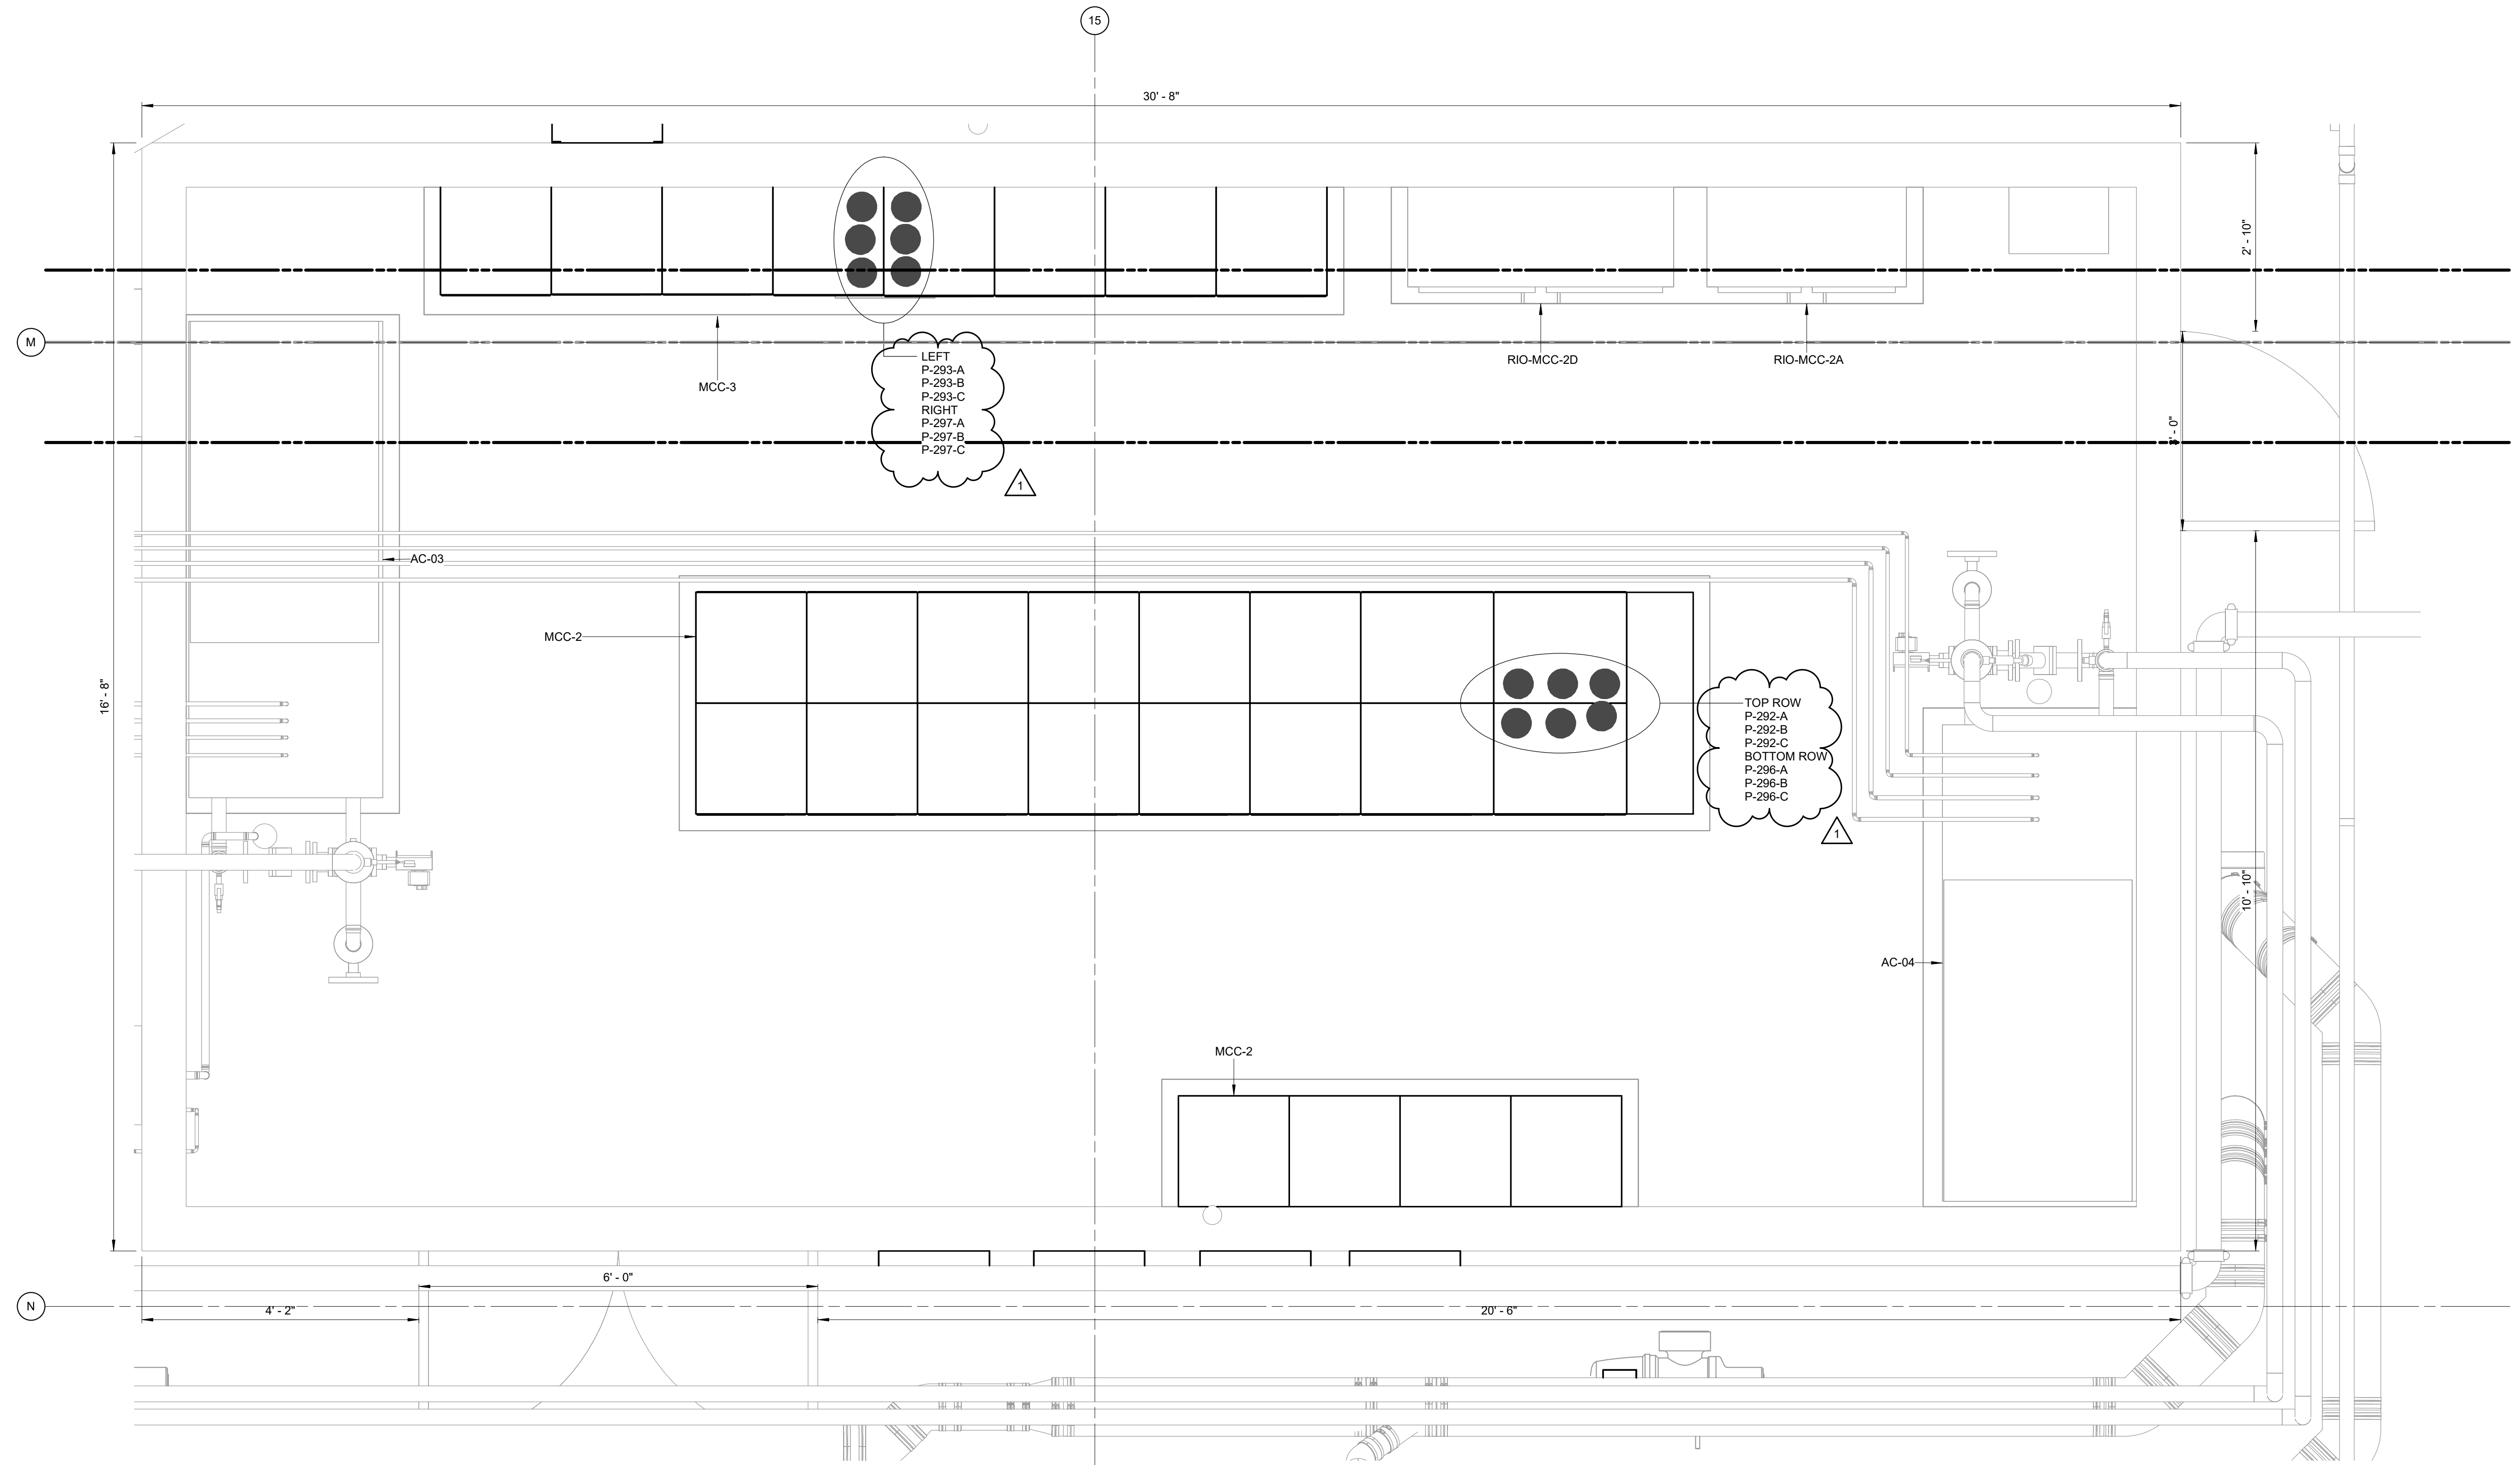 15
30' - 8"
2' - 10"
M
MCC-3
LEFT
P-293-A
P-293-B
P-293-C
RIGHT
P-297-A
P-297-B
P-297-C
1
RIO-MCC-2D
RIO-MCC-2A
3' - 0"
AC-03
MCC-2
16' - 8"
TOP ROW
P-292-A
P-292-B
P-292-C
BOTTOM ROW
P-296-A
P-296-B
P-296-C
1
10' - 10"
AC-04
MCC-2
6' - 0"
N
4' - 2"
20' - 6"